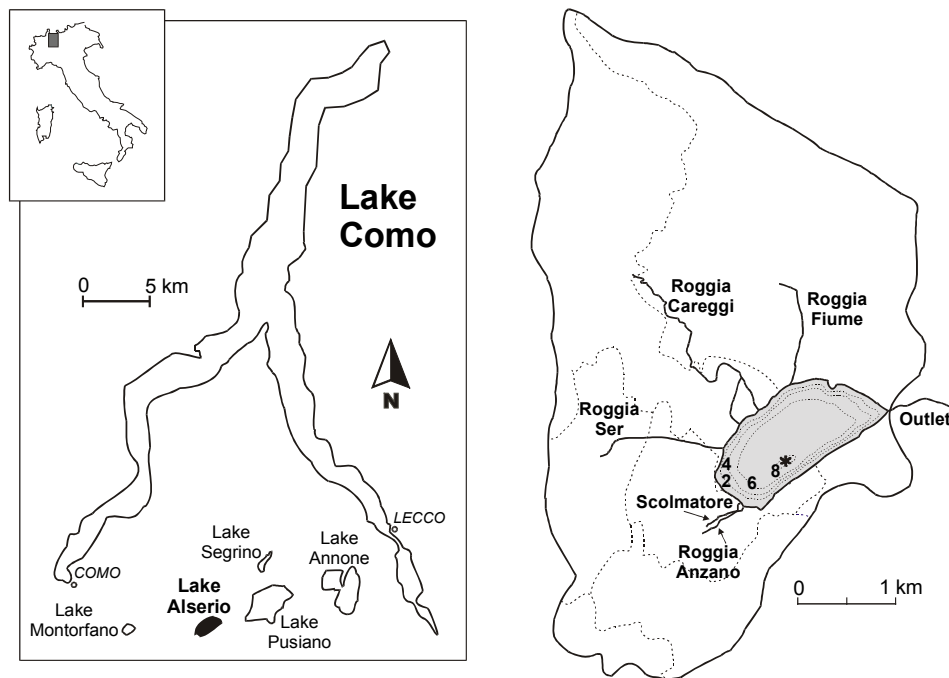 Lake
Como
0 5 km
N
LECCO
Lake
Segrino
Lake
Annone
COMO
Lake
Alserio
Lake
Montorfano
Lake
Pusiano
Roggia
Careggi
Roggia
Fiume
Roggia
Ser
Outlet
4
2
6
8
*
Scolmatore
Roggia
Anzano
0 1 km